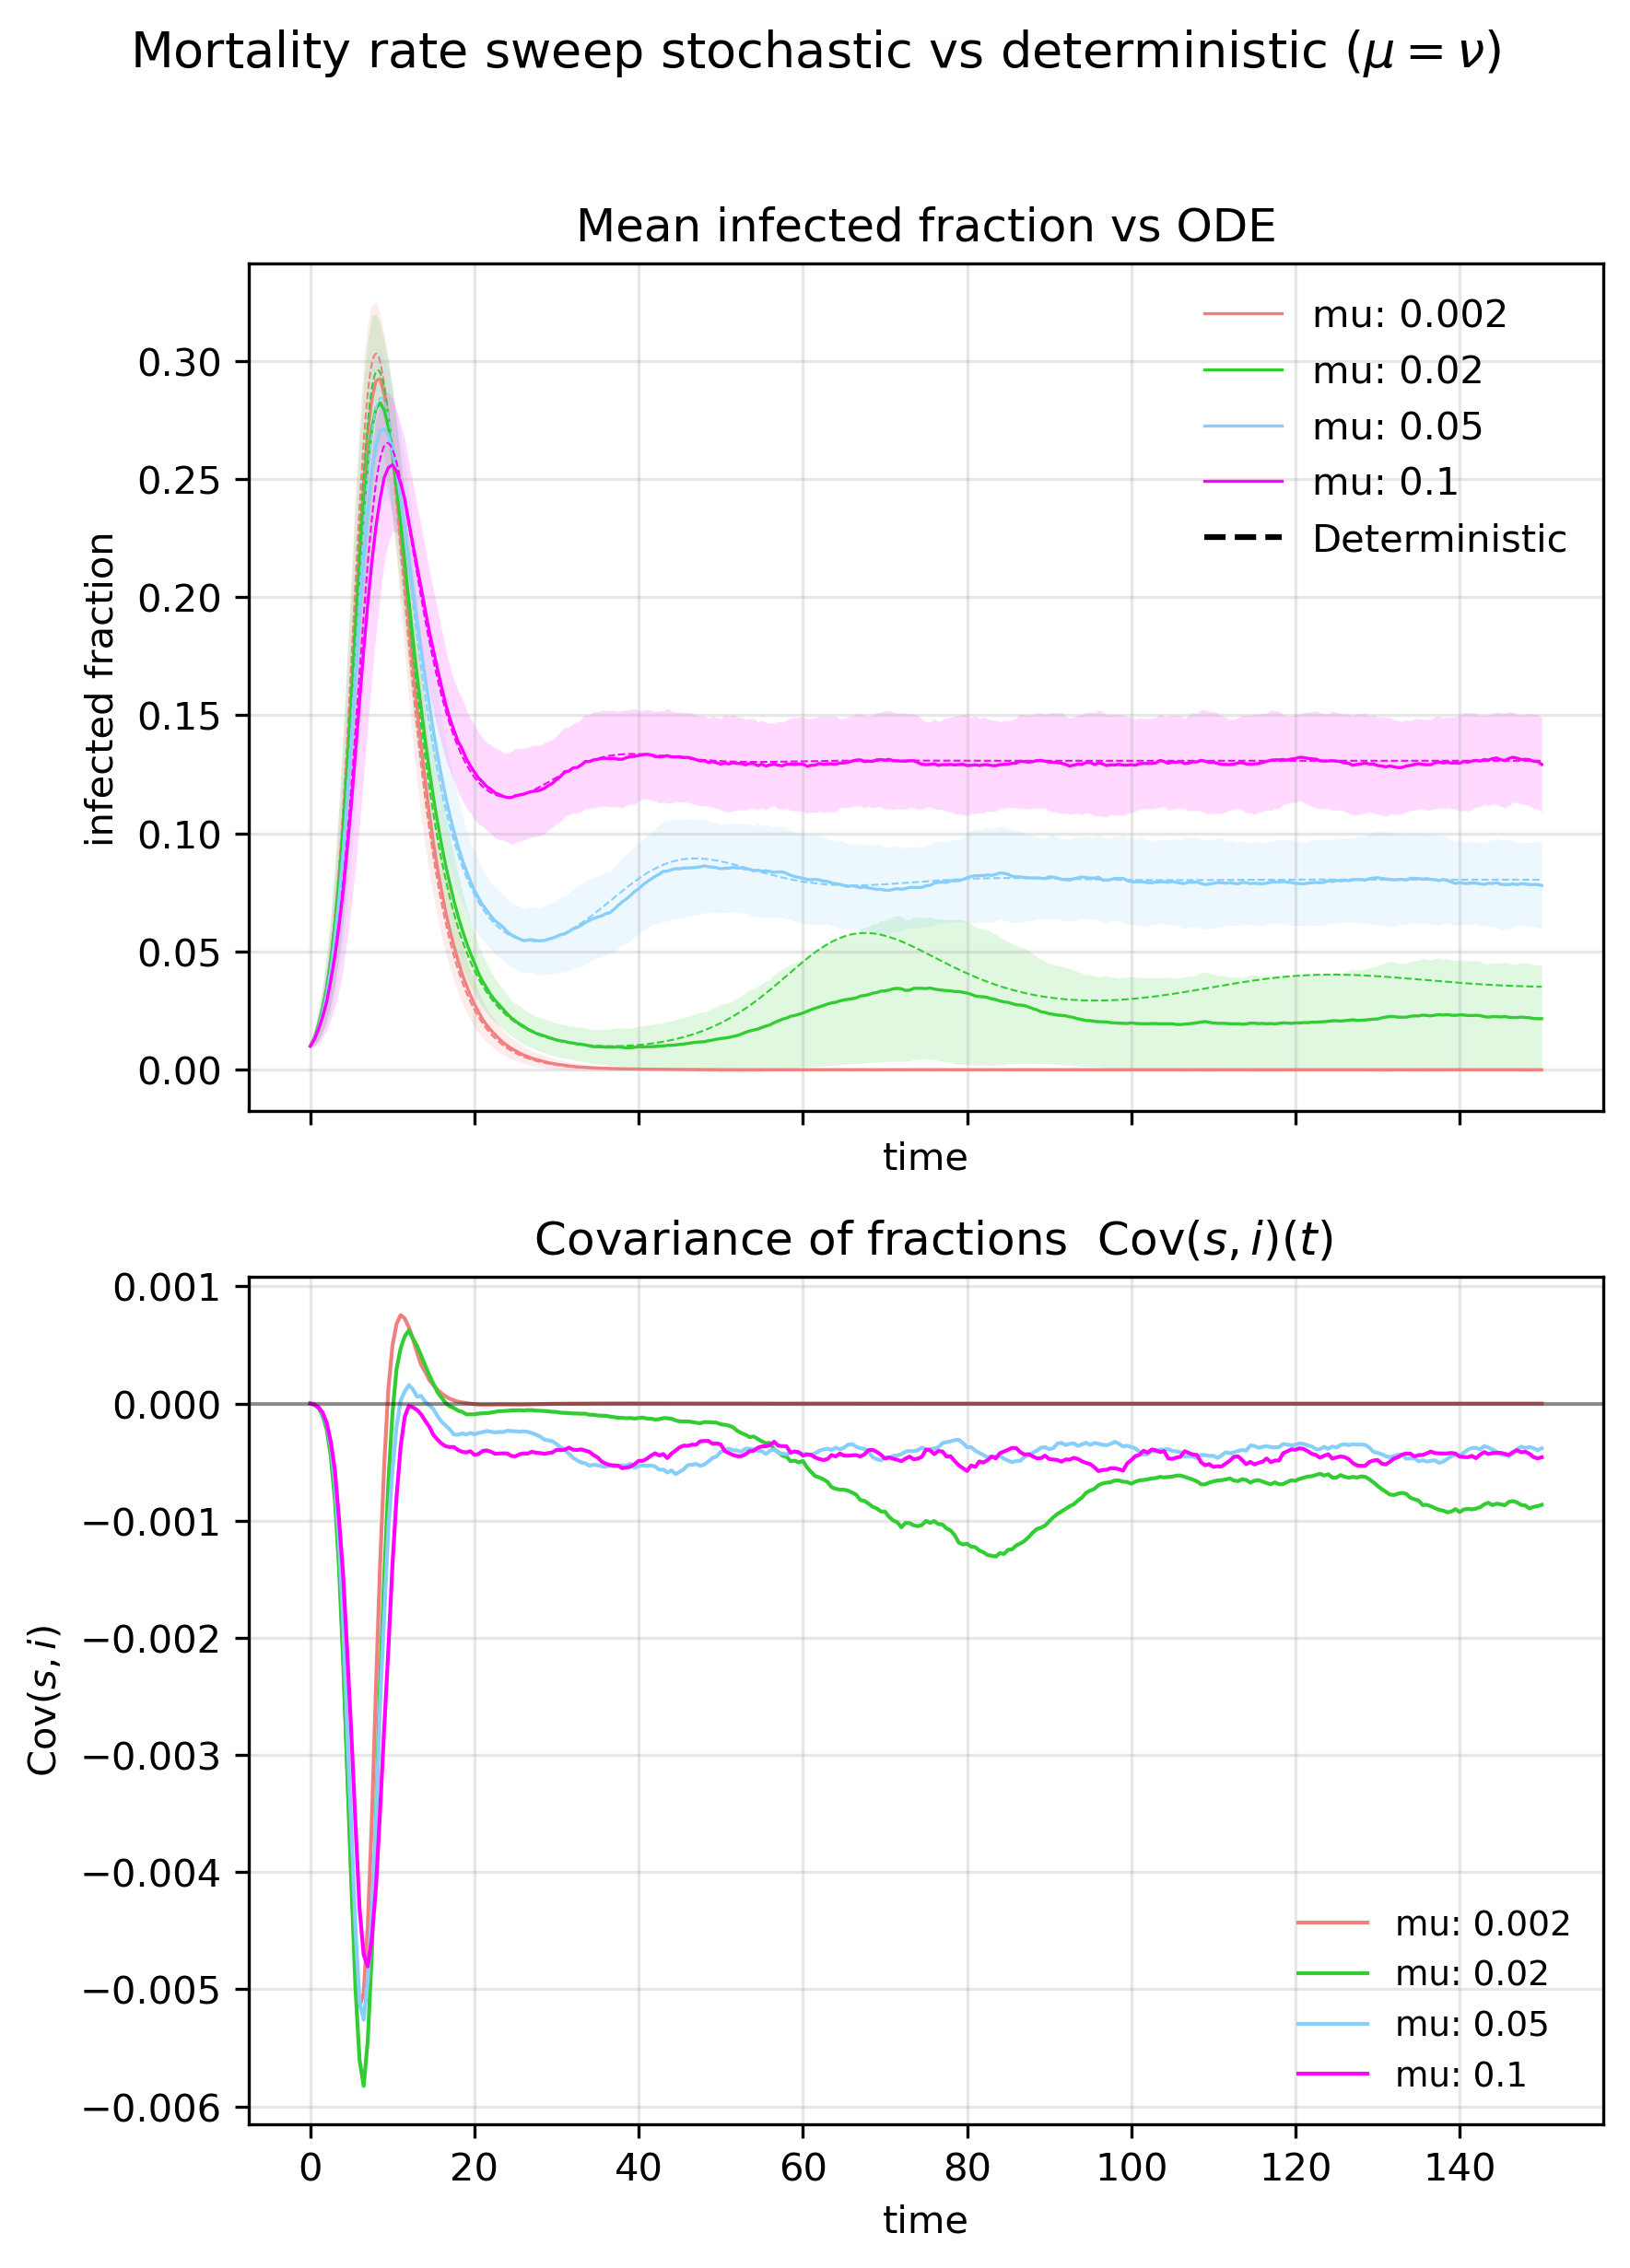 Mortality rate sweep stochastic vs deterministic (μ = ν)
Mean infected fraction vs ODE
infected fraction
0.30
0.25
0.20
0.15
0.10
0.05
0.00
mu: 0.002
mu: 0.02
mu: 0.05
mu: 0.1
Deterministic
time
Covariance of fractions Cov(s, i)(t)
Cov(s, i)
0.001
0.000
−0.001
−0.002
−0.003
−0.004
−0.005
−0.006
mu: 0.002
mu: 0.02
mu: 0.05
mu: 0.1
0 20 40 60 80 100 120 140
time